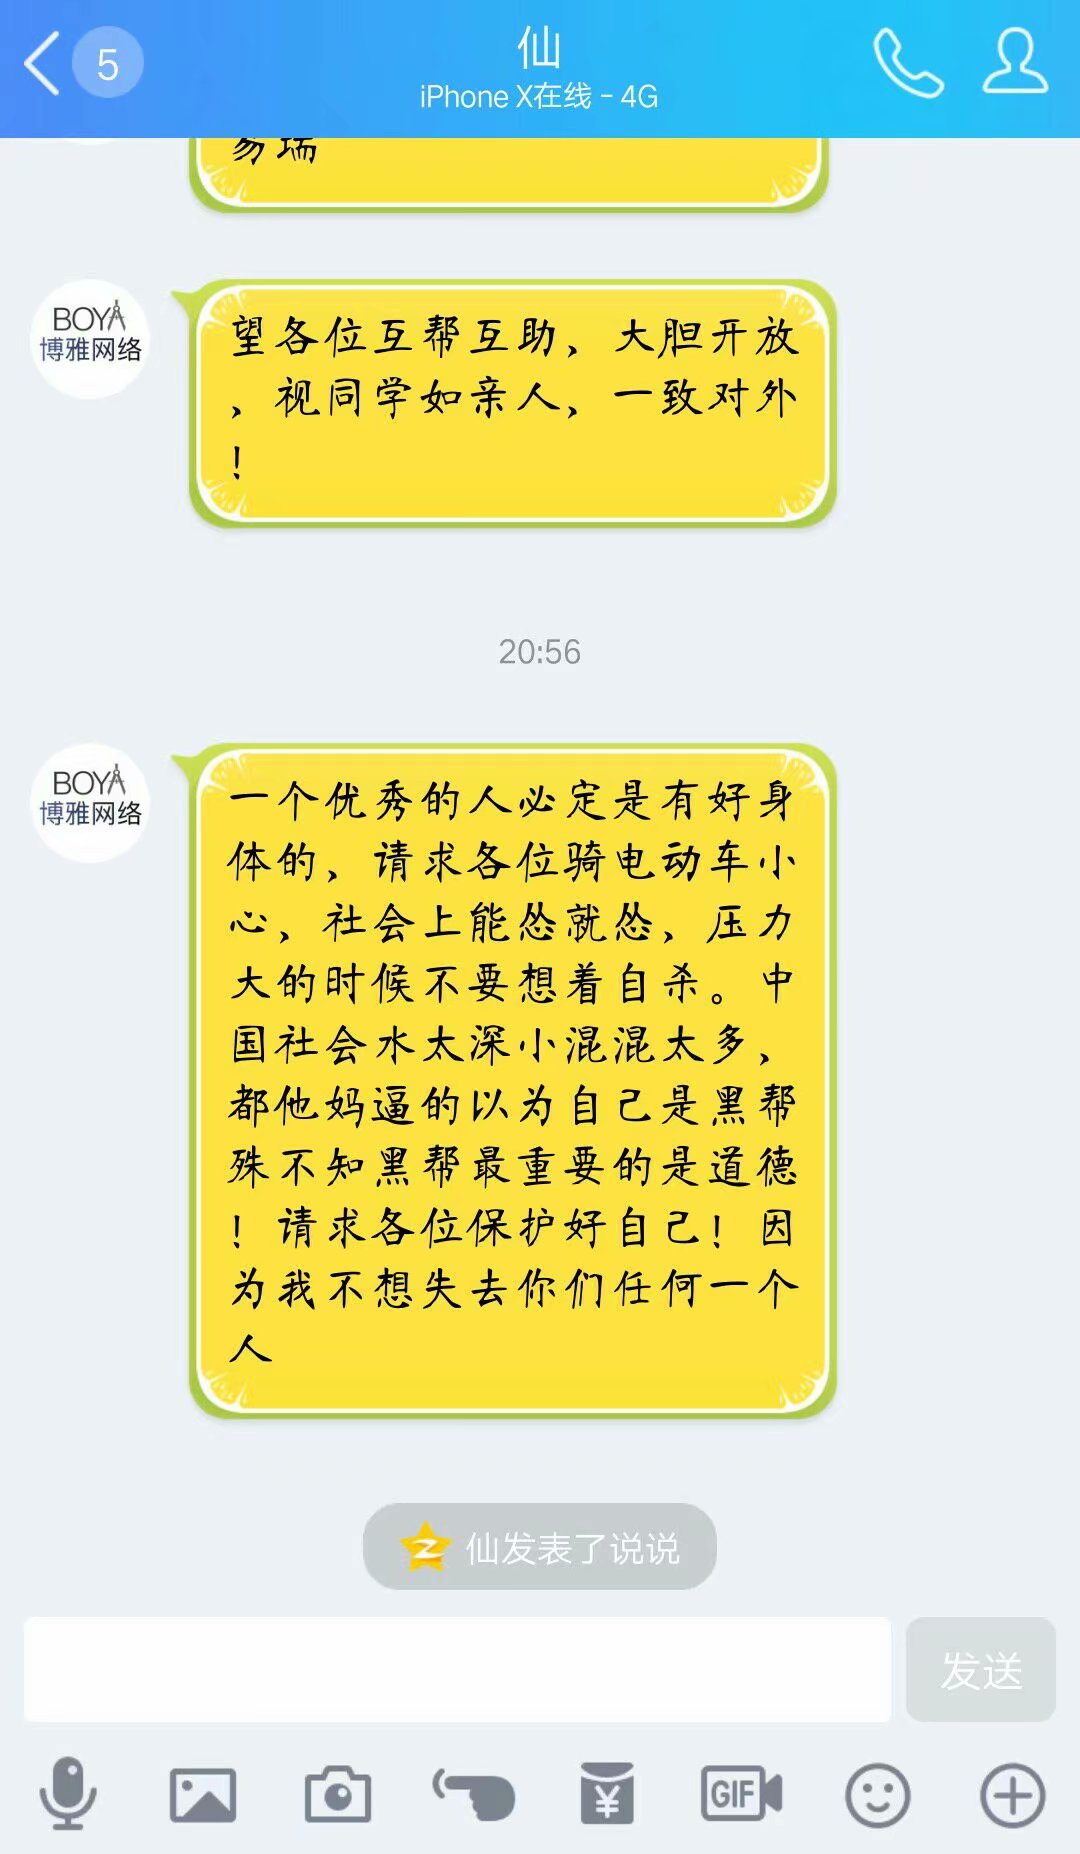 5
仙
iPhone X在线 - 4G
易瑞
BOYA
博雅网络
望各位互帮互助，大胆开放
，视同学如亲人，一致对外
！
20:56
BOYA
博雅网络
一个优秀的人必定是有好身
体的，请求各位骑电动车小
心，社会上能怂就怂，压力
大的时候不要想着自杀。中
国社会水太深小混混太多，
都他妈逼的以为自己是黑帮
殊不知黑帮最重要的是道德
！请求各位保护好自己！因
为我不想失去你们任何一个
人
仙发表了说说
发送
GIF